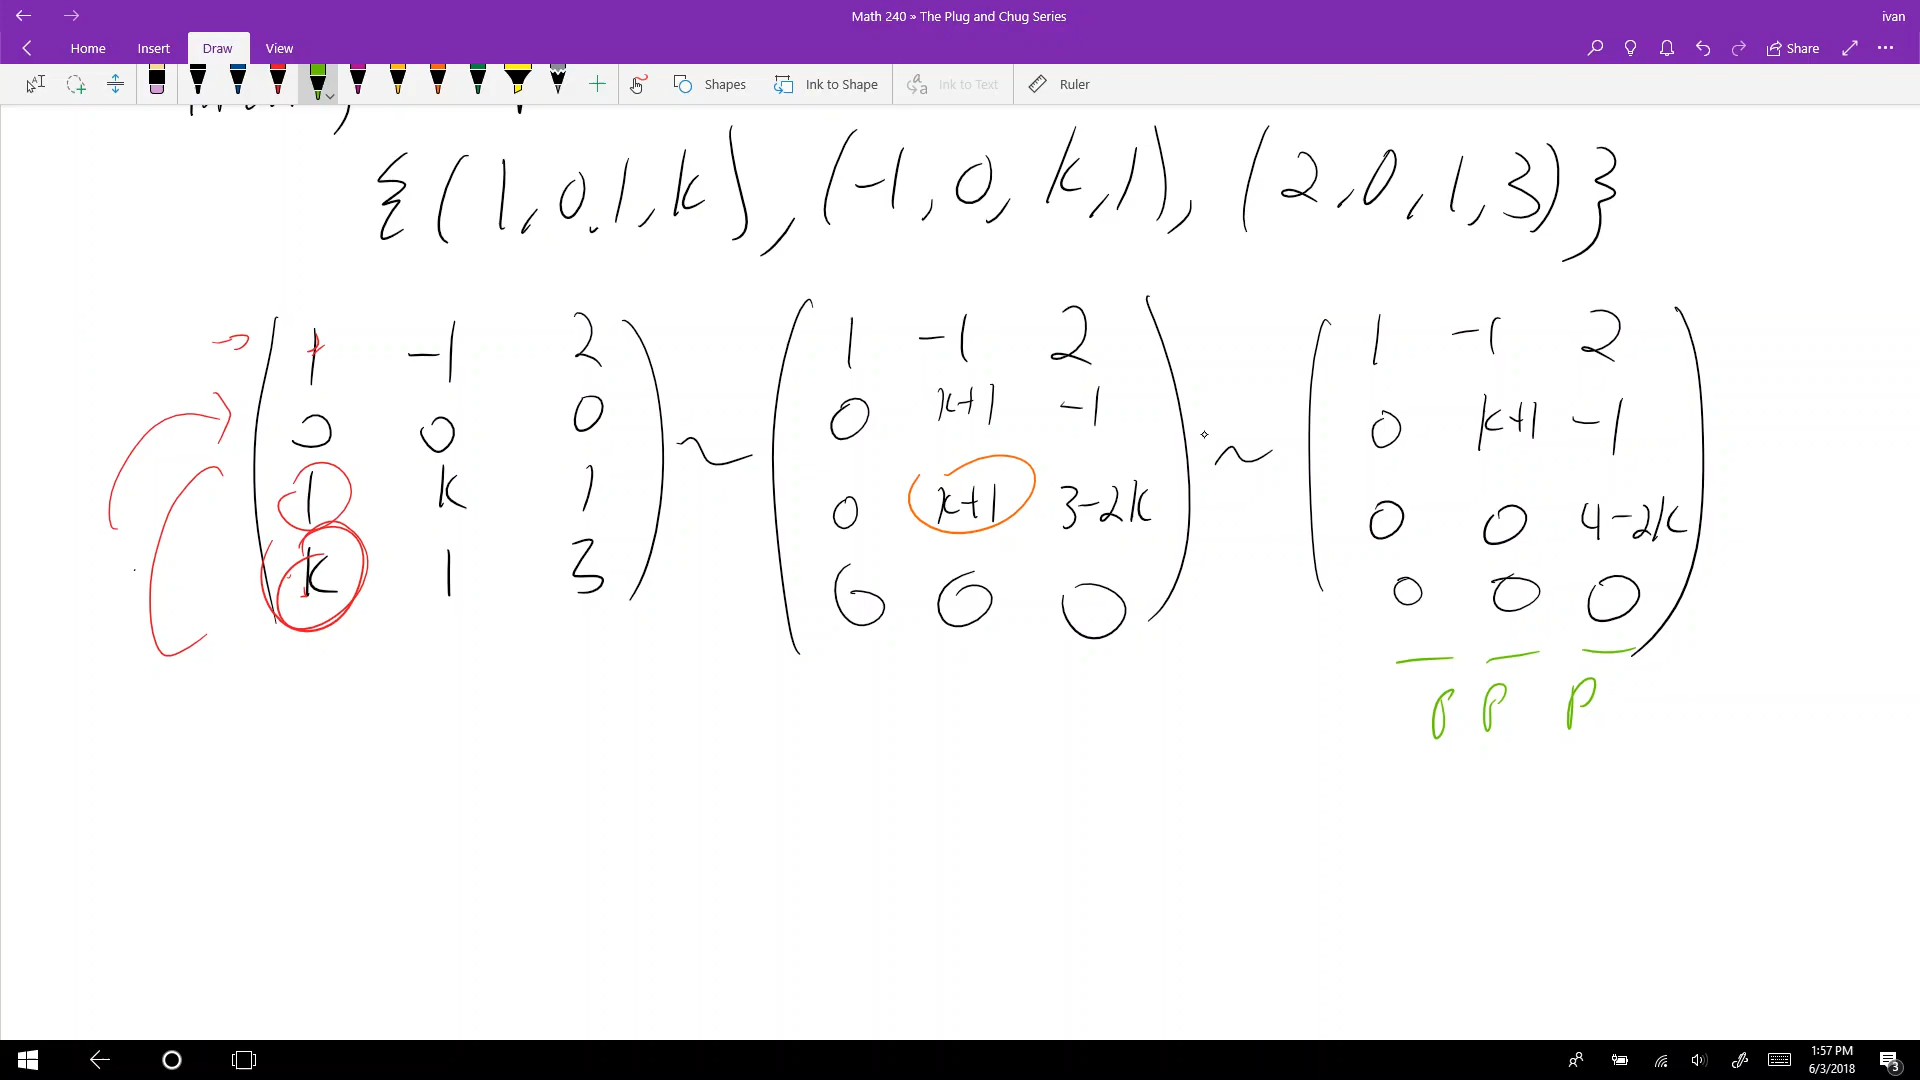 Math 240 » The Plug and Chug Series
ivan
Home Insert Draw View
Share
Shapes Ink to Shape Ink to Text Ruler
{(1,0,1,k), (-1,0,k,1), (2,0,1,3)}
1 -1 2 ~ 1 -1 2 ~ 1 -1 2
0 0 0 0 k+1 -1 0 k+1 -1
1 k 1 0 k+1 3-2k 0 0 4-2k
k 1 3 0 0 0 0 0 0
P P P
1:57 PM
6/3/2018
3